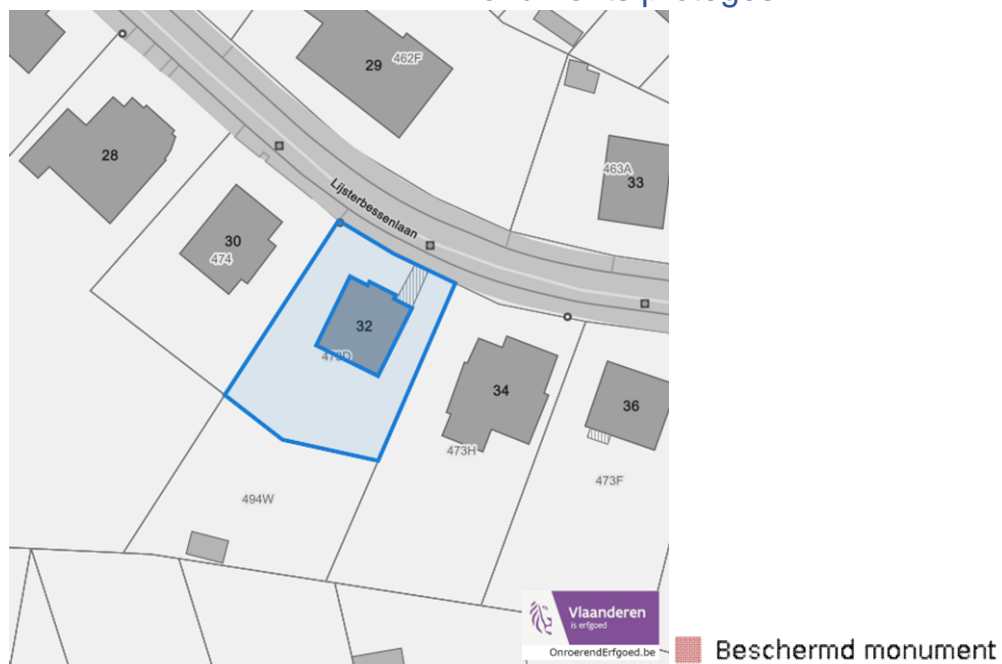 29
462F
28
463A
33
Lijsterbessenlaan
30
474
32
34
36
473H
473F
494W
Vlaanderen
is erfgoed
OnroerendErfgoed.be
Beschermd monument